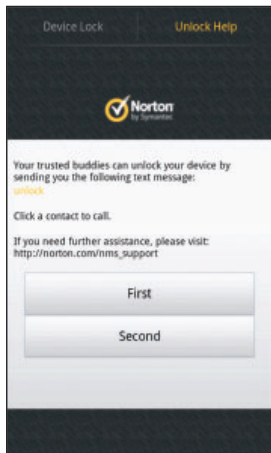 Device Lock Unlock Help
Norton
by Symantec
Your trusted buddies can unlock your device by
sending you the following text message:
unlock
Click a contact to call.
If you need further assistance, please visit:
http://norton.com/nms_support
First
Second